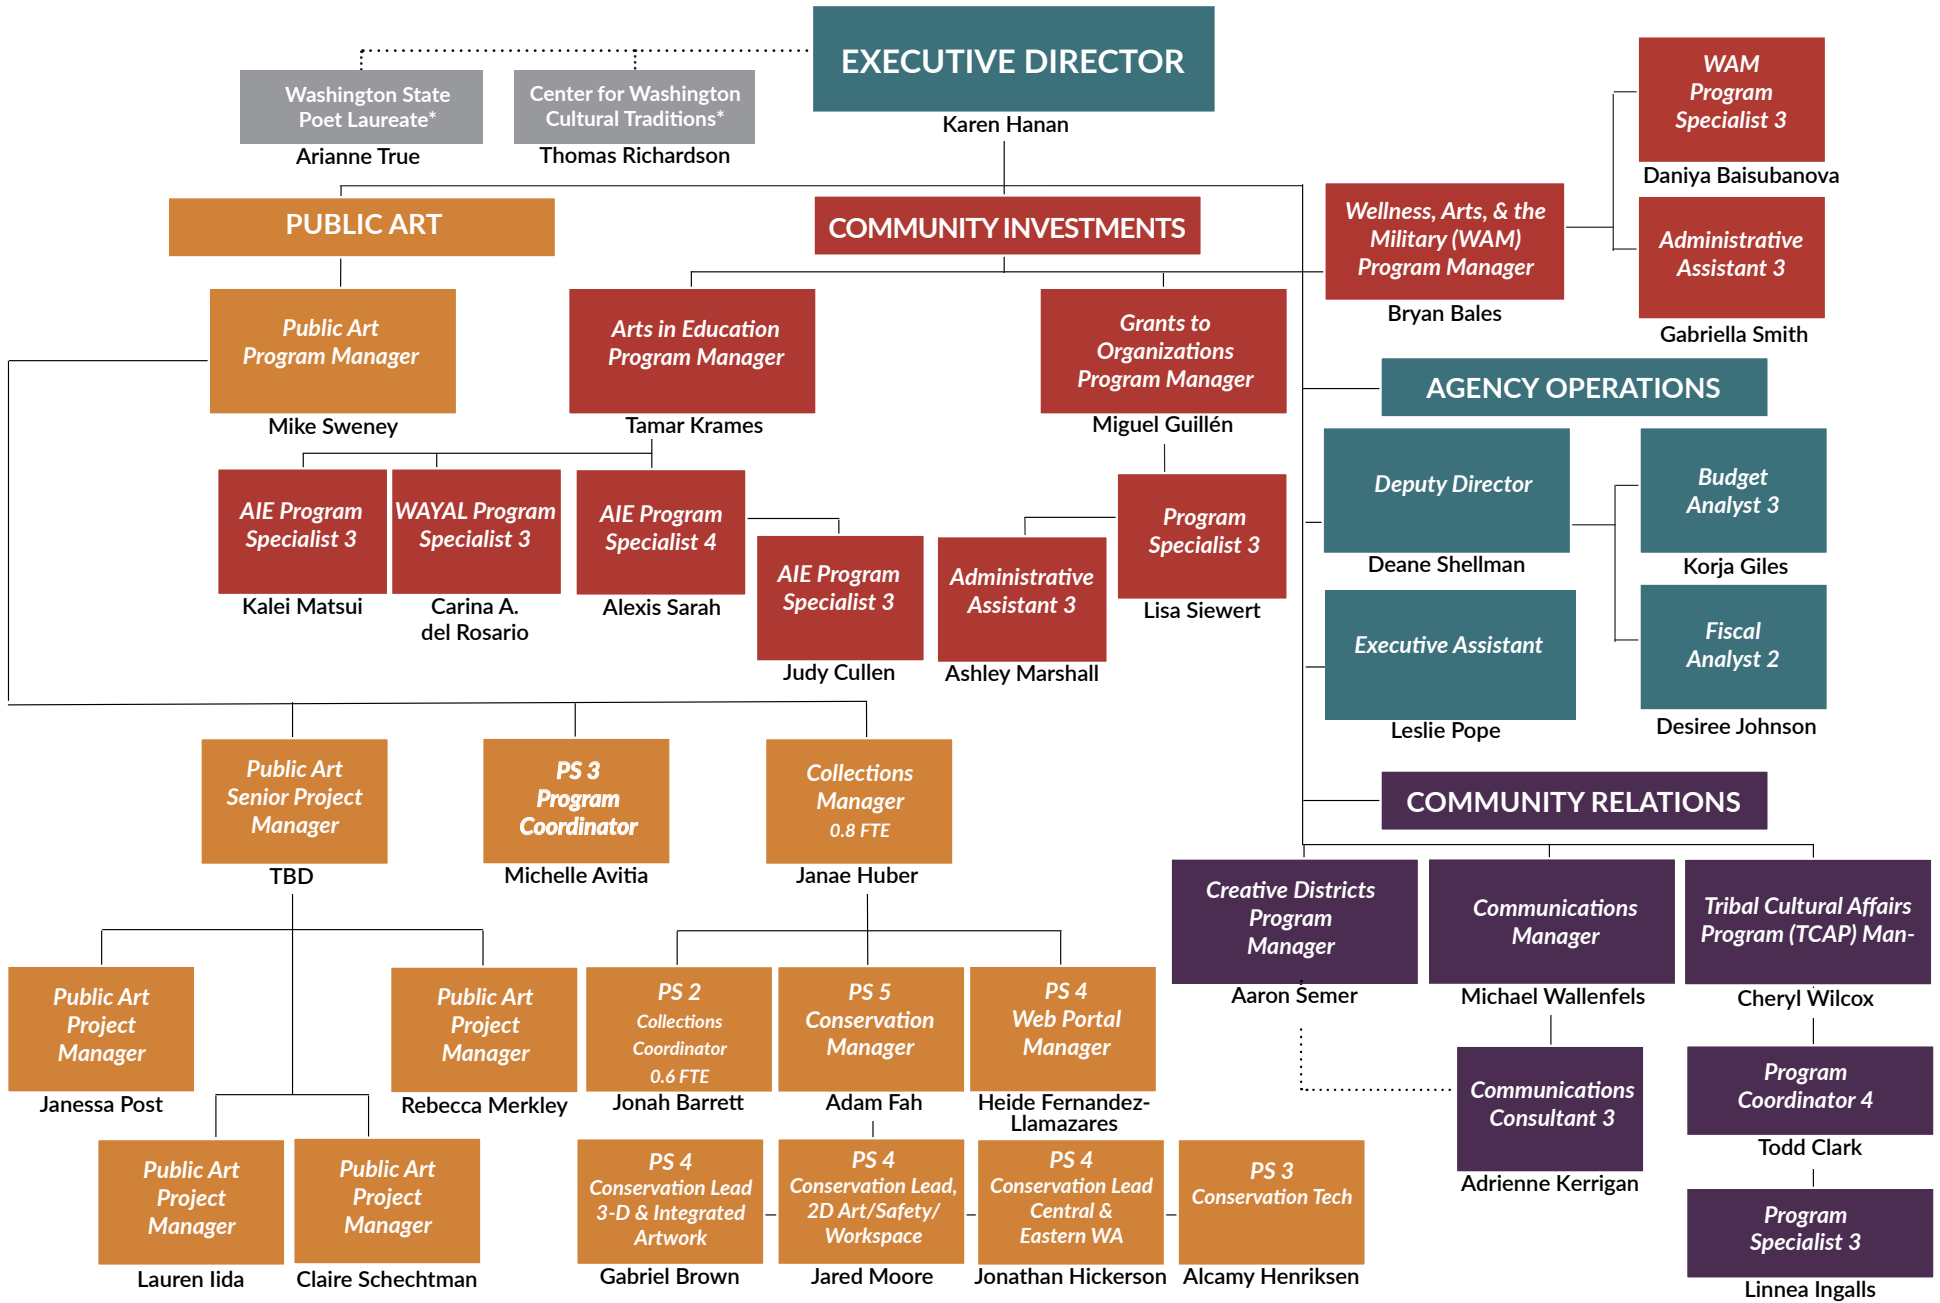 EXECUTIVE DIRECTOR
Karen Hanan
Washington State
Poet Laureate*
Arianne True
Center for Washington
Cultural Traditions*
Thomas Richardson
WAM
Program
Specialist 3
Daniya Baisubanova
Wellness, Arts, & the
Military (WAM)
Program Manager
Bryan Bales
Administrative
Assistant 3
Gabriella Smith
PUBLIC ART
COMMUNITY INVESTMENTS
Public Art
Program Manager
Mike Sweney
Arts in Education
Program Manager
Tamar Krames
Grants to
Organizations
Program Manager
Miguel Guillén
AGENCY OPERATIONS
AIE Program
Specialist 3
Kalei Matsui
WAYAL Program
Specialist 3
Carina A.
del Rosario
AIE Program
Specialist 4
Alexis Sarah
AIE Program
Specialist 3
Judy Cullen
Administrative
Assistant 3
Ashley Marshall
Program
Specialist 3
Lisa Siewert
Deputy Director
Deane Shellman
Budget
Analyst 3
Korja Giles
Executive Assistant
Leslie Pope
Fiscal
Analyst 2
Desiree Johnson
Public Art
Senior Project
Manager
TBD
PS 3
Program
Coordinator
Michelle Avitia
Collections
Manager
0.8 FTE
Janae Huber
COMMUNITY RELATIONS
Creative Districts
Program
Manager
Aaron Semer
Communications
Manager
Michael Wallenfels
Tribal Cultural Affairs
Program (TCAP) Man-
Cheryl Wilcox
Public Art
Project
Manager
Janessa Post
Public Art
Project
Manager
Rebecca Merkley
PS 2
Collections
Coordinator
0.6 FTE
Jonah Barrett
PS 5
Conservation
Manager
Adam Fah
PS 4
Web Portal
Manager
Heide Fernandez-
Llamazares
Communications
Consultant 3
Adrienne Kerrigan
Program
Coordinator 4
Todd Clark
Public Art
Project
Manager
Lauren Iida
Public Art
Project
Manager
Claire Schechtman
PS 4
Conservation Lead
3-D & Integrated
Artwork
Gabriel Brown
PS 4
Conservation Lead,
2D Art/Safety/
Workspace
Jared Moore
PS 4
Conservation Lead
Central &
Eastern WA
Jonathan Hickerson
PS 3
Conservation Tech
Alcamy Henriksen
Program
Specialist 3
Linnea Ingalls